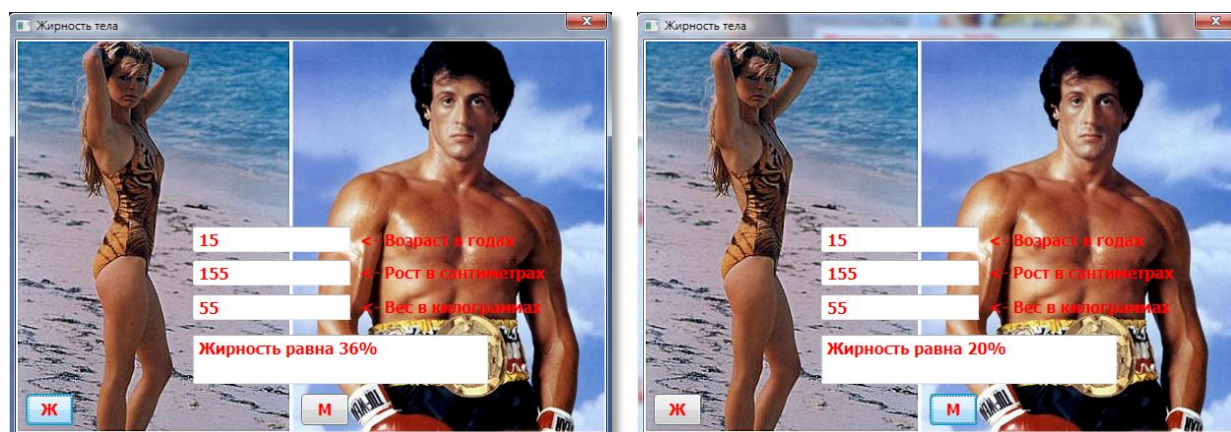 Жирность тела
15 <- Возраст в годах
155 <- Рост в сантиметрах
55 <- Вес в килограммах
Жирность равна 36%
Ж М
Жирность тела
15 <- Возраст в годах
155 <- Рост в сантиметрах
55 <- Вес в килограммах
Жирность равна 20%
Ж М